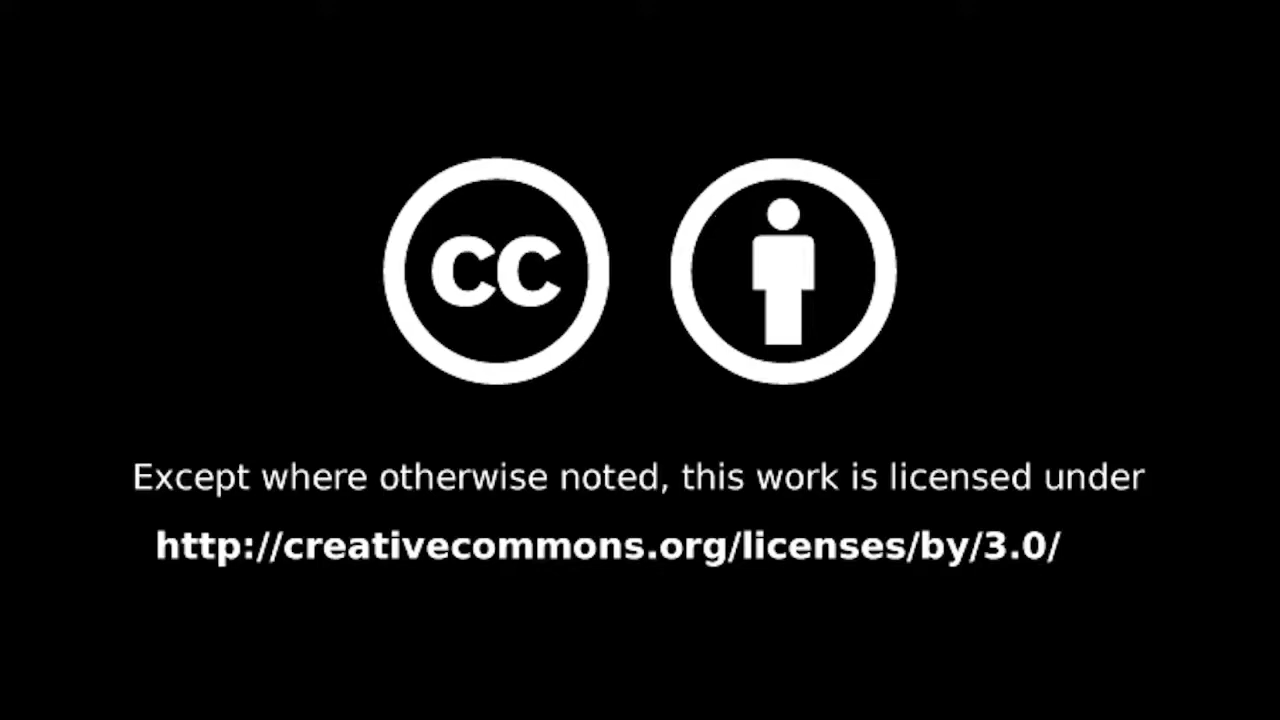 cc
Except where otherwise noted, this work is licensed under
http://creativecommons.org/licenses/by/3.0/